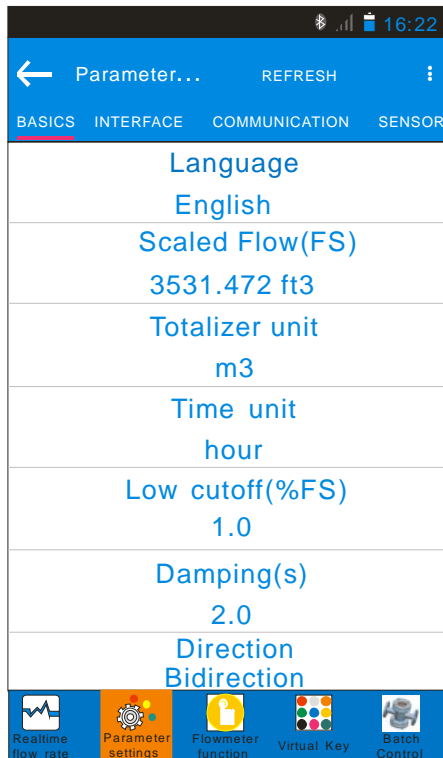 16:22
Parameter... REFRESH
BASICS INTERFACE COMMUNICATION SENSOR
Language
English
Scaled Flow(FS)
3531.472 ft3
Totalizer unit
m3
Time unit
hour
Low cutoff(%FS)
1.0
Damping(s)
2.0
Direction
Bidirection
Realtime flow rate
Parameter settings
Flowmeter function
Virtual Key
Batch Control